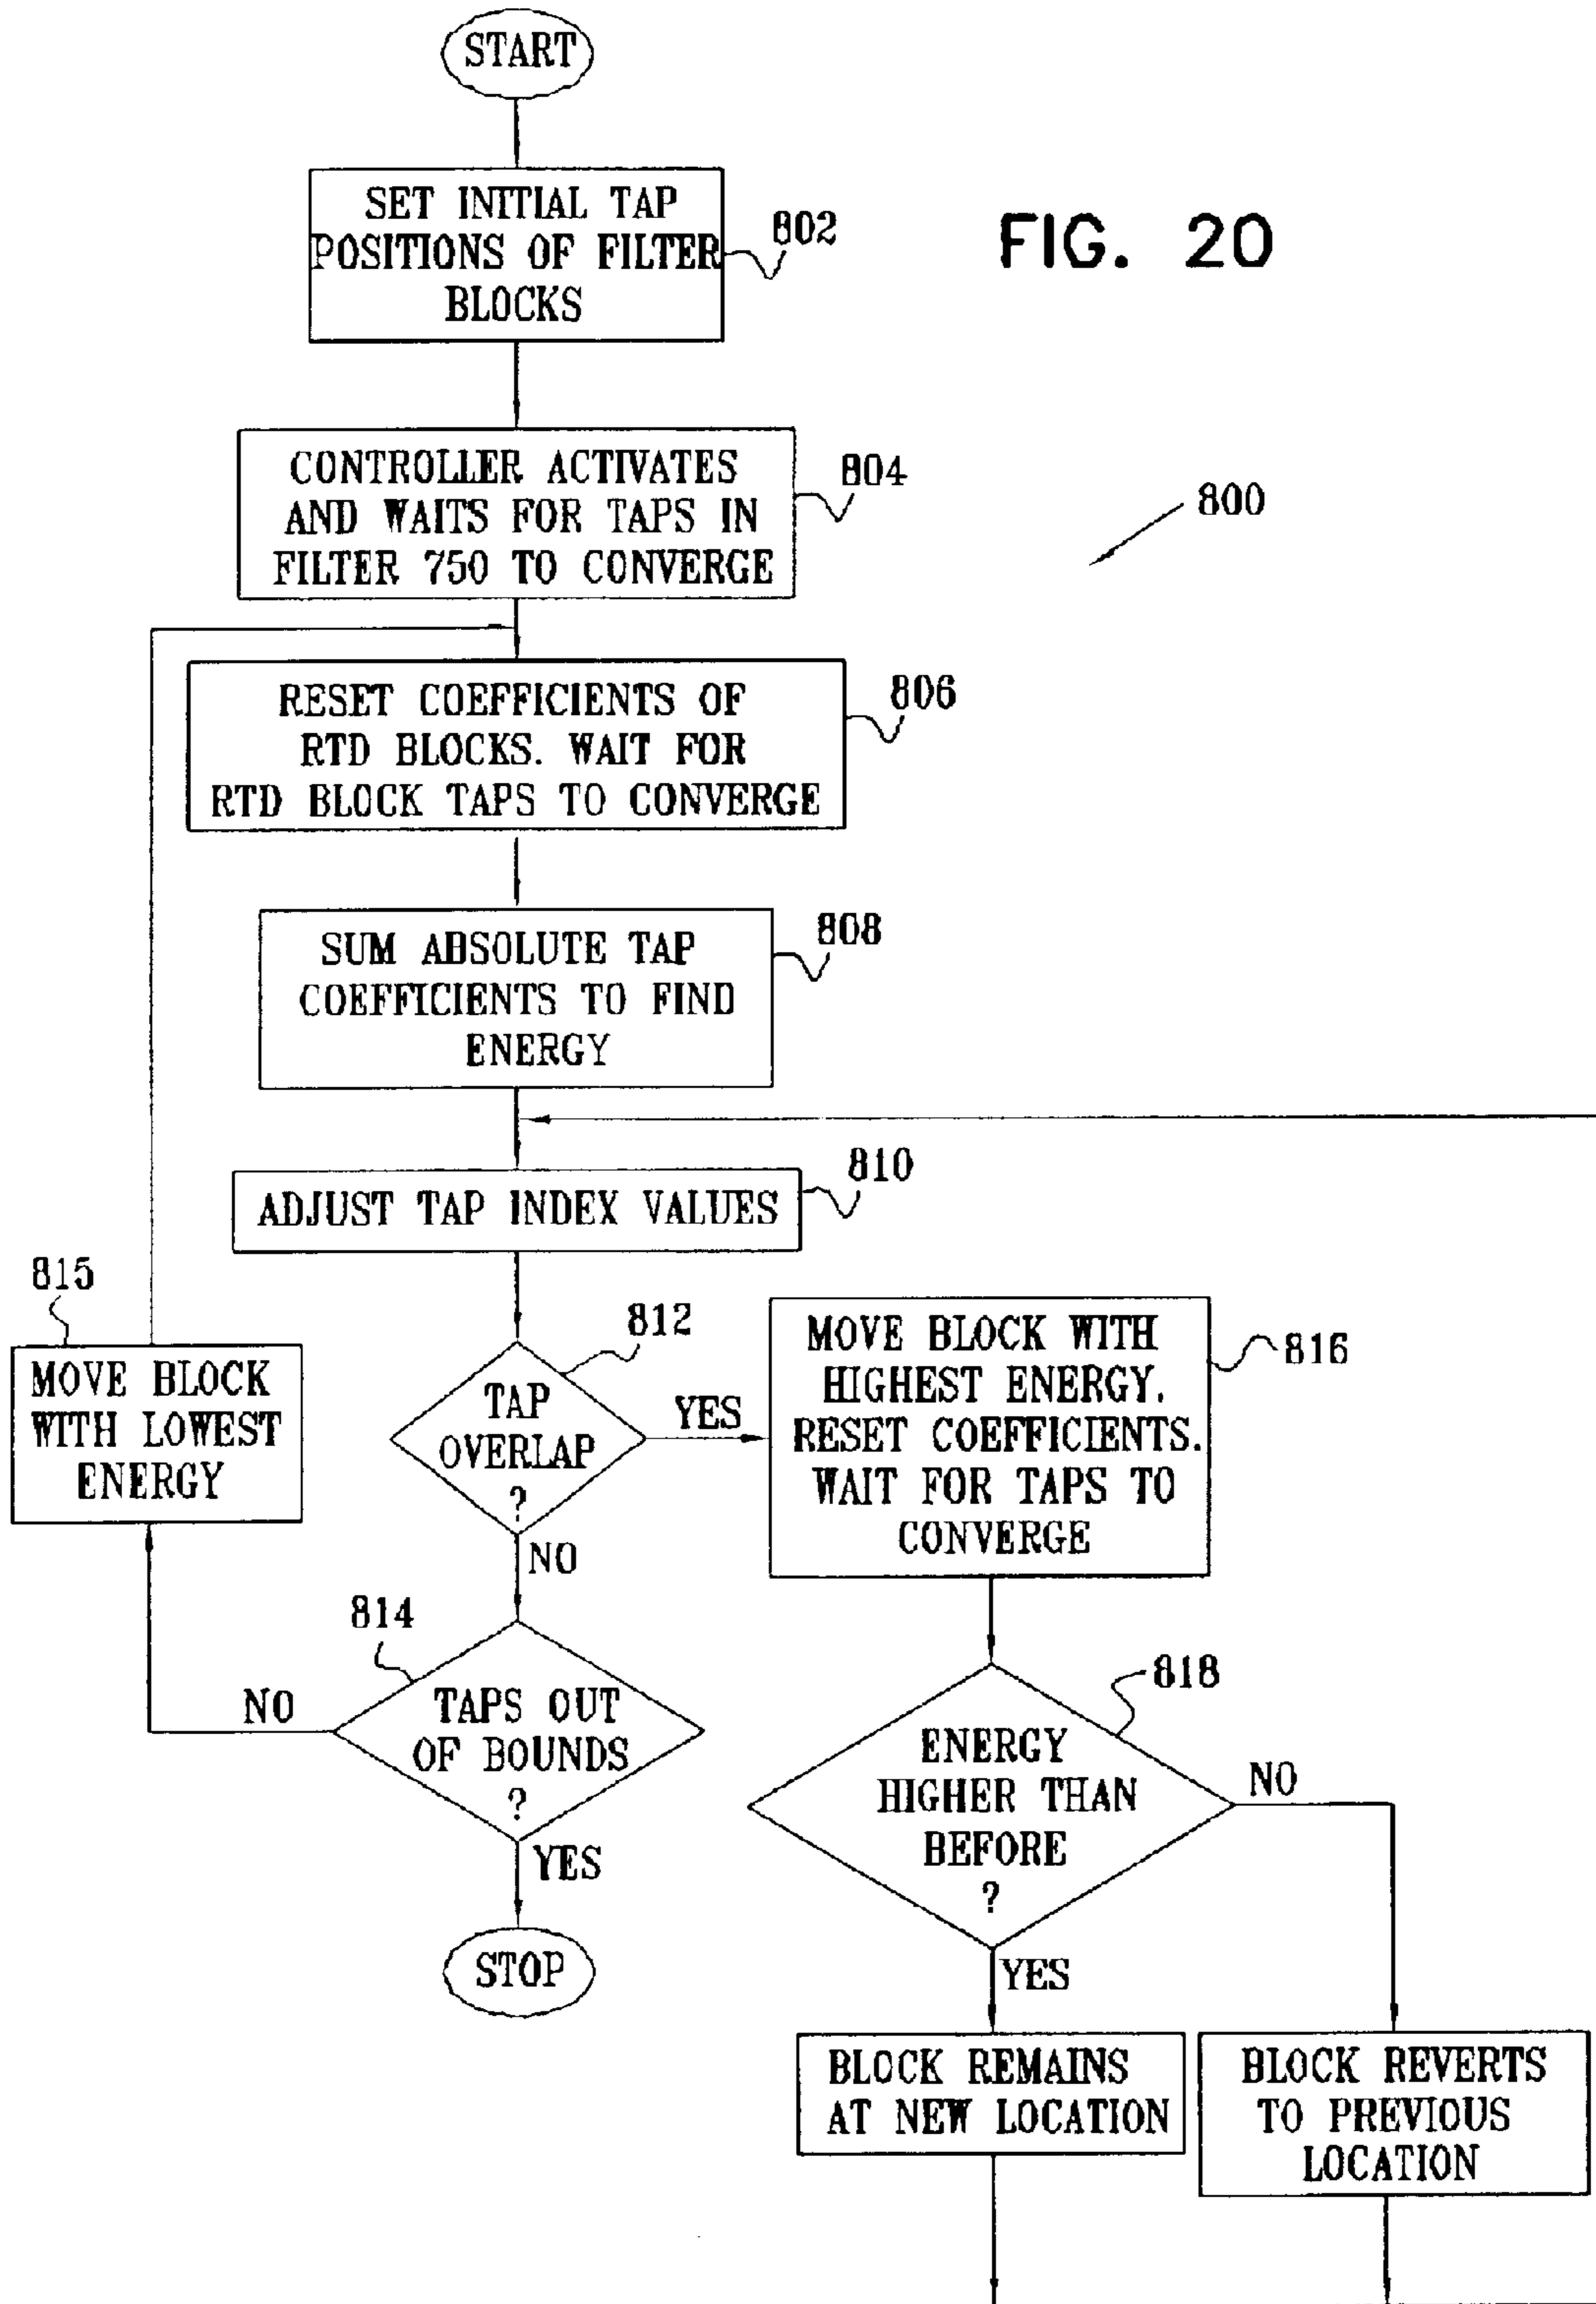 START
SET INITIAL TAP
POSITIONS OF FILTER
BLOCKS
802
FIG. 20
CONTROLLER ACTIVATES
AND WAITS FOR TAPS IN
FILTER 750 TO CONVERGE
804
800
RESET COEFFICIENTS OF
RTD BLOCKS. WAIT FOR
RTD BLOCK TAPS TO CONVERGE
806
SUM ABSOLUTE TAP
COEFFICIENTS TO FIND
ENERGY
808
ADJUST TAP INDEX VALUES
810
815
MOVE BLOCK
WITH LOWEST
ENERGY
812
TAP
OVERLAP
?
YES
NO
MOVE BLOCK WITH
HIGHEST ENERGY.
RESET COEFFICIENTS.
WAIT FOR TAPS TO
CONVERGE
816
814
TAPS OUT
OF BOUNDS
?
NO
YES
STOP
818
ENERGY
HIGHER THAN
BEFORE
?
NO
YES
BLOCK REMAINS
AT NEW LOCATION
BLOCK REVERTS
TO PREVIOUS
LOCATION